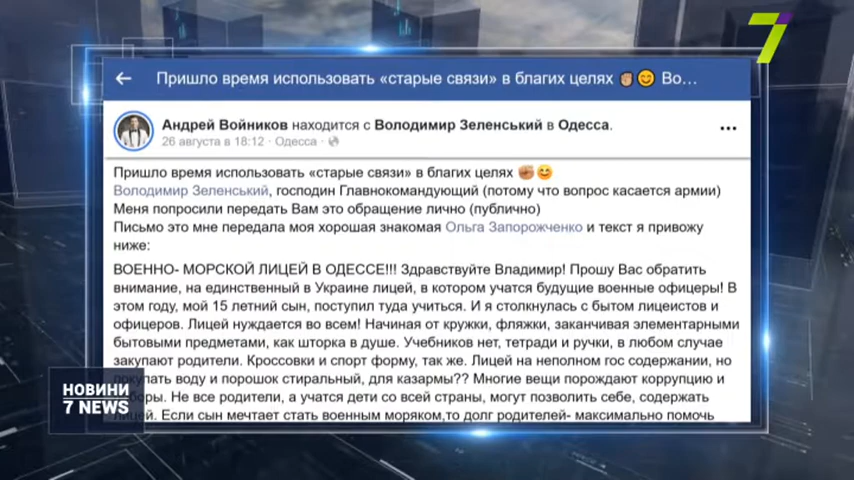 7
Пришло время использовать «старые связи» в благих целях ✊🏽😊 Во…
Андрей Войников находится с Володимир Зеленський в Одесса.
26 августа в 18:12 · Одесса ·
Пришло время использовать «старые связи» в благих целях ✊🏽😊
Володимир Зеленський, господин Главнокомандующий (потому что вопрос касается армии)
Меня попросили передать Вам это обращение лично (публично)
Письмо это мне передала моя хорошая знакомая Ольга Запорожченко и текст я привожу
ниже:
ВОЕННО- МОРСКОЙ ЛИЦЕЙ В ОДЕССЕ!!! Здравствуйте Владимир! Прошу Вас обратить
внимание, на единственный в Украине лицей, в котором учатся будущие военные офицеры! В
этом году, мой 15 летний сын, поступил туда учиться. И я столкнулась с бытом лицеистов и
офицеров. Лицей нуждается во всем! Начиная от кружки, фляжки, заканчивая элементарными
бытовыми предметами, как шторка в душе. Учебников нет, тетради и ручки, в любом случае
закупают родители. Кроссовки и спорт форму, так же. Лицей на неполном гос содержании, но
воду и порошок стиральный, для казармы?? Многие вещи порождают коррупцию и
Не все родители, а учатся дети со всей страны, могут позволить себе, содержать
лицей. Если сын мечтает стать военным моряком,то долг родителей- максимально помочь
НОВИНИ
7 NEWS